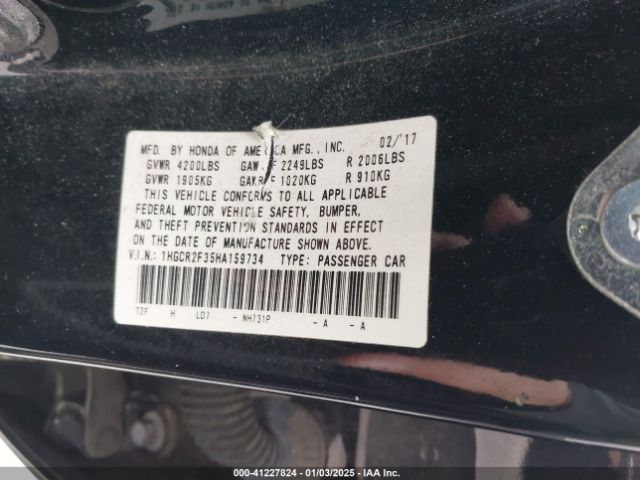 MFD. BY HONDA OF AMERICA MFG., INC. 02/'17
GVWR 4200LBS GAWR F 2249LBS R 2006LBS
GVWR 1905KG GAWR F 1020KG R 910KG
THIS VEHICLE CONFORMS TO ALL APPLICABLE
FEDERAL MOTOR VEHICLE SAFETY, BUMPER,
AND THEFT PREVENTION STANDARDS IN EFFECT
ON THE DATE OF MANUFACTURE SHOWN ABOVE.
V.I.N.: 1HGCR2F35HA159734 TYPE: PASSENGER CAR
T2F H LD7 - NH731P - A - A
000-41227824 | 01/03/2025 | IAA Inc.